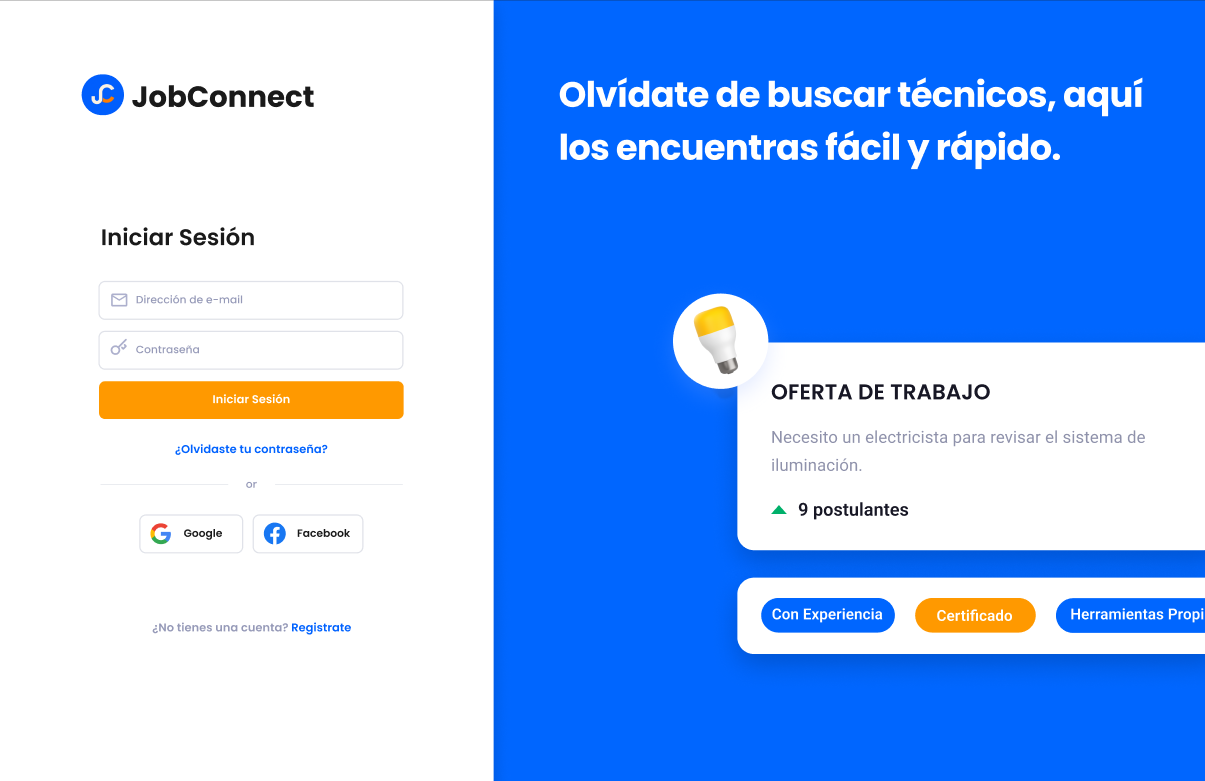 JobConnect
Iniciar Sesión
Dirección de e-mail
Contraseña
Iniciar Sesión
¿Olvidaste tu contraseña?
or
Google
Facebook
¿No tienes una cuenta? Registrate
Olvídate de buscar técnicos, aquí
los encuentras fácil y rápido.
OFERTA DE TRABAJO
Necesito un electricista para revisar el sistema de
iluminación.
9 postulantes
Con Experiencia
Certificado
Herramientas Propi